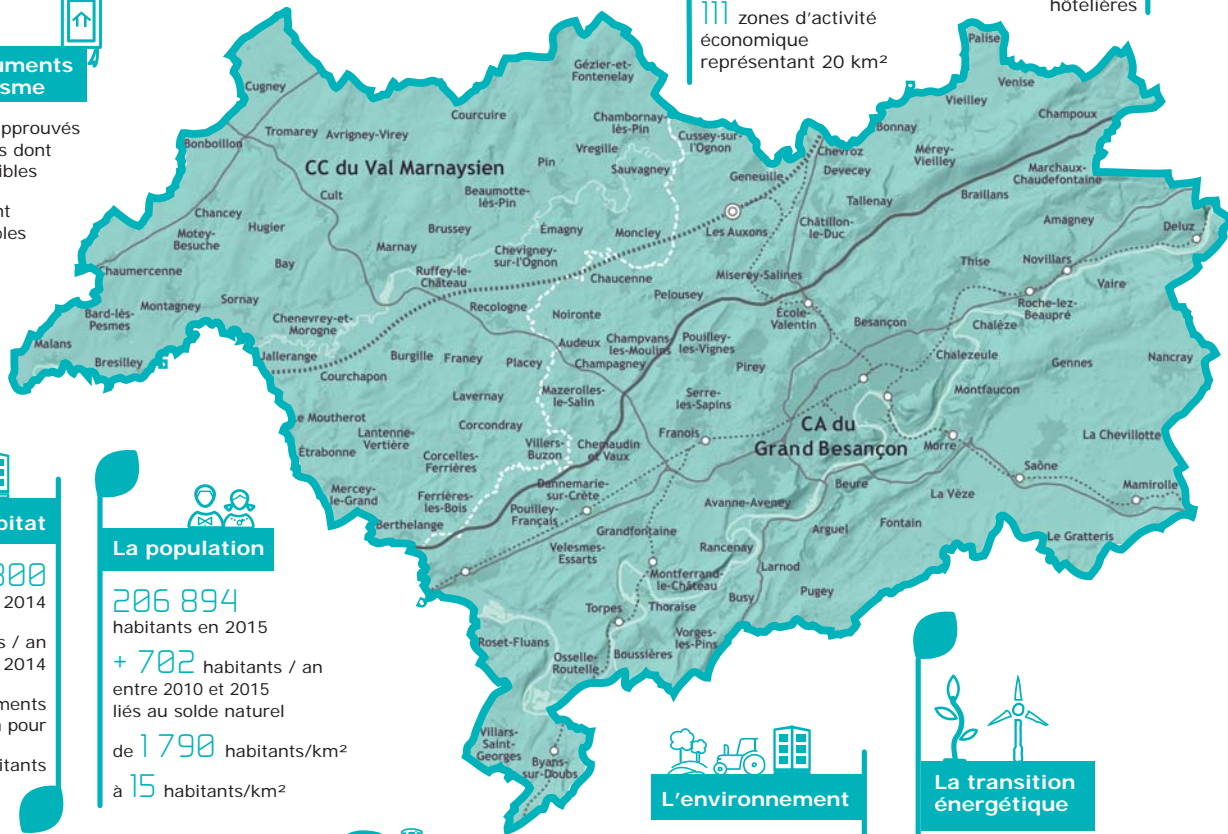 hôtelières
111 zones d'activité
économique
représentant 20 km²
uments
sme
pprouvés
s dont
ibles
nt
bles
Palise
Cugney
Gézier-et-
Fontenelay
Venise
Vieilley
Champoux
Courcuire
Chambornay-
lès-Pin
Cussey-sur-
l'Ognon
Bonnay
Tromarey
Avrigney-Virey
Bonboillon
Vregille
Chevroz
Mérey-
Vieilley
CC du Val Marnaysien
Pin
Sauvagney
Geneuille
Devecey
Marchaux-
Chaudefontaine
Cult
Beaumotte-
lès-Pin
Tallenay
Braillans
Chancey
Motey-
Besuche
Hugier
Brussey
Émagny
Moncley
Les Auxons
Châtillon-
le-Duc
Amagney
Deluz
Marnay
Chevigney-
sur-l'Ognon
Chaumercenne
Bay
Ruffey-le-
Château
Chaucenne
Miserey-Salines
Thise
Novillars
Vaire
Bard-lès-
Pesmes
Montagney
Sornay
Chenevrey-et-
Morogne
Recologne
Noironte
Pelousey
École-
Valentin
Besançon
Roche-lez-
Beaupré
Chalèze
Malans
Bresilley
Jallerange
Burgille
Franey
Placey
Audeux
Champvans-
les-Moulins
Champagney
Pouilley-
les-Vignes
Pirey
Chalezeule
Gennes
Nancray
Courchapon
Lavernay
Mazerolles-
le-Salin
Serre-
les-Sapins
Montfaucon
Le Moutherot
Lantenne-
Vertière
Corcondray
Villers-
Buzon
Chemaudin
et Vaux
Franois
CA du
Grand Besançon
Morre
La Chevillotte
Étrabonne
Corcelles-
Ferrières
Saône
Mercey-
le-Grand
Ferrières-
les-Bois
Dannemarie-
sur-Crète
Pouilley-
Français
Avanne-Aveney
Beure
La Vèze
Mamirolle
Berthelange
Grandfontaine
Arguel
Fontain
Le Gratteris
Velesmes-
Essarts
Rancenay
Larnod
Montferrand-
le-Château
Busy
Pugey
Torpes
Thoraise
Vorges-
les-Pins
Roset-Fluans
Osselle-
Routelle
Boussières
Villars-
Saint-
Georges
Byans-
sur-Doubs
bitat
800
2014
s / an
2014
ments
pour
itants
La population
206 894
habitants en 2015
+ 702 habitants / an
entre 2010 et 2015
liés au solde naturel
de 1 790 habitants/km²
à 15 habitants/km²
L'environnement
La transition
énergétique